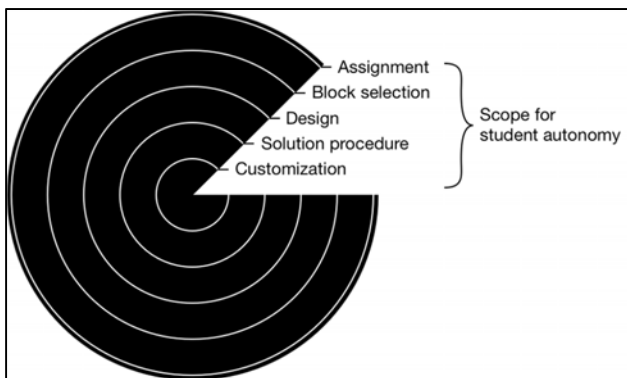 Assignment
Block selection
Design
Solution procedure
Customization
Scope for
student autonomy